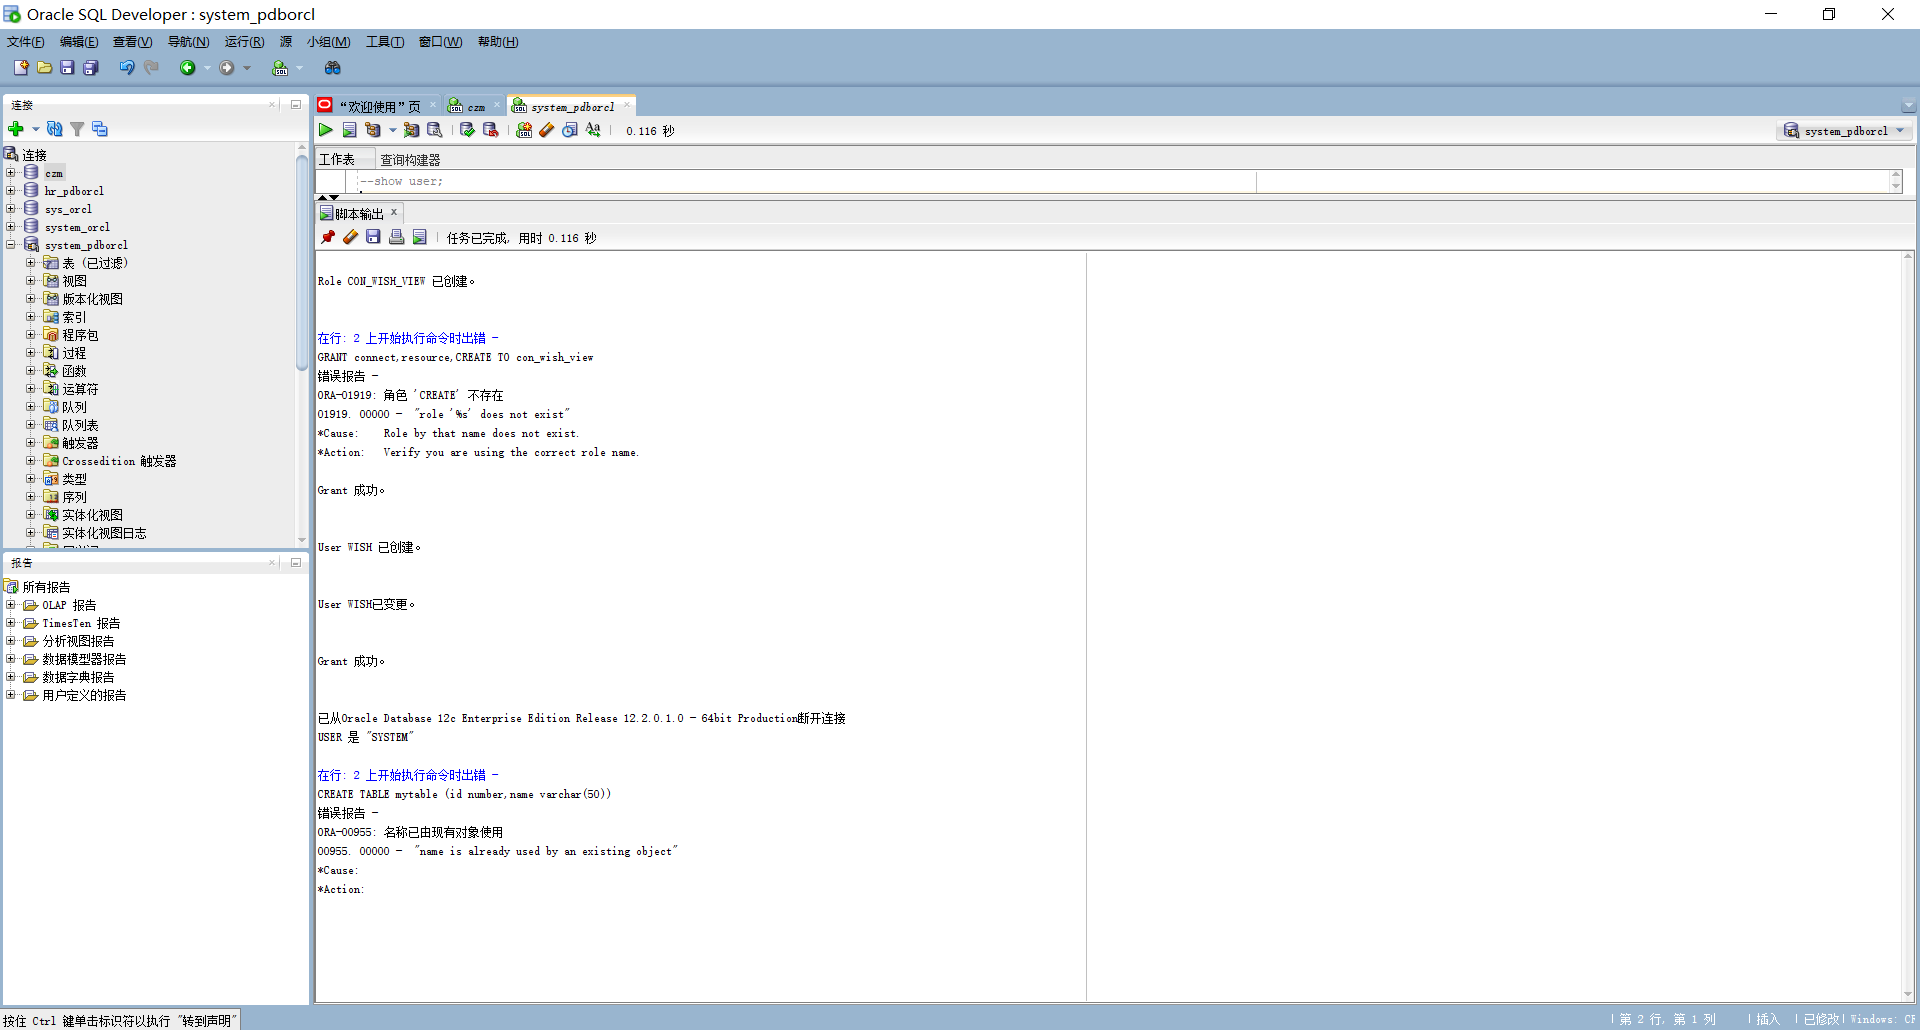 Oracle SQL Developer : system_pdborcl
文件(F) 编辑(E) 查看(V) 导航(N) 运行(R) 源 小组(M) 工具(T) 窗口(W) 帮助(H)
连接
连接
czm
hr_pdborcl
sys_orcl
system_orcl
system_pdborcl
表 (已过滤)
视图
版本化视图
索引
程序包
过程
函数
运算符
队列
队列表
触发器
Crossedition 触发器
类型
序列
实体化视图
实体化视图日志
报告
所有报告
OLAP 报告
TimesTen 报告
分析视图报告
数据模型器报告
数据字典报告
用户定义的报告
“欢迎使用”页 czm system_pdborcl
0.116 秒
system_pdborcl
工作表 查询构建器
--show user;
脚本输出
任务已完成, 用时 0.116 秒
Role CON_WISH_VIEW 已创建。
在行: 2 上开始执行命令时出错 -
GRANT connect,resource,CREATE TO con_wish_view
错误报告 -
ORA-01919: 角色 'CREATE' 不存在
01919. 00000 -  "role '%s' does not exist"
*Cause:    Role by that name does not exist.
*Action:   Verify you are using the correct role name.
Grant 成功。
User WISH 已创建。
User WISH已变更。
Grant 成功。
已从Oracle Database 12c Enterprise Edition Release 12.2.0.1.0 - 64bit Production断开连接
USER 是 "SYSTEM"
在行: 2 上开始执行命令时出错 -
CREATE TABLE mytable (id number,name varchar(50))
错误报告 -
ORA-00955: 名称已由现有对象使用
00955. 00000 -  "name is already used by an existing object"
*Cause:
*Action:
按住 Ctrl 键单击标识符以执行 "转到声明"
第 2 行, 第 1 列 插入 已修改 Windows: CF